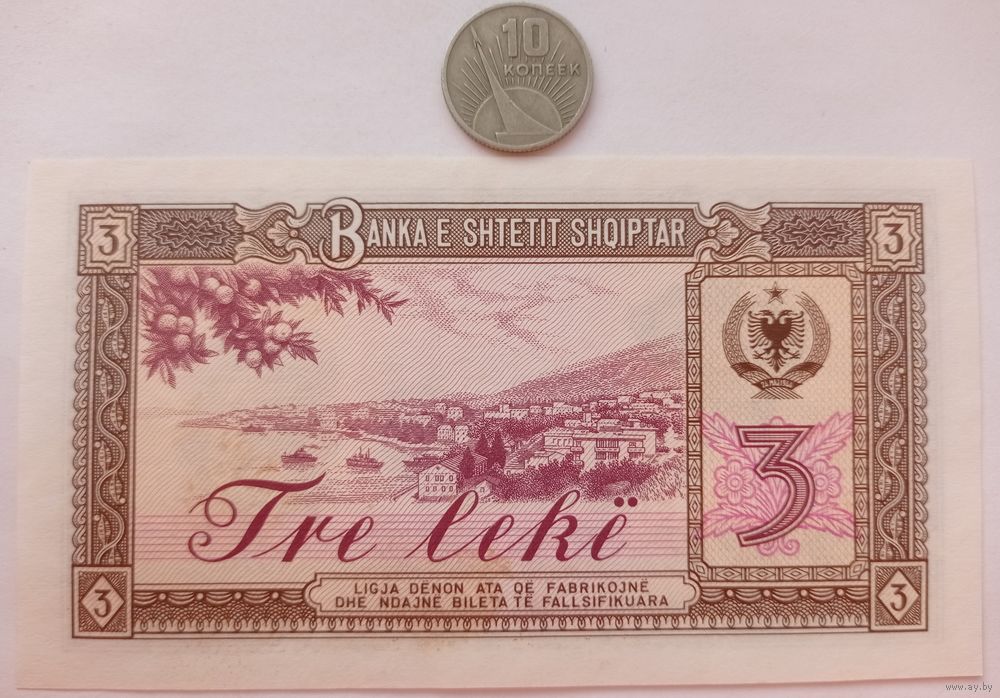 10
КОПЕЕК
3
BANKA E SHTETIT SHQIPTAR
3
3
Tre lekë
LIGJA DËNON ATA QË FABRIKOJNË
DHE NDAJNË BILETA TË FALLSIFIKUARA
3
3
www.ay.by